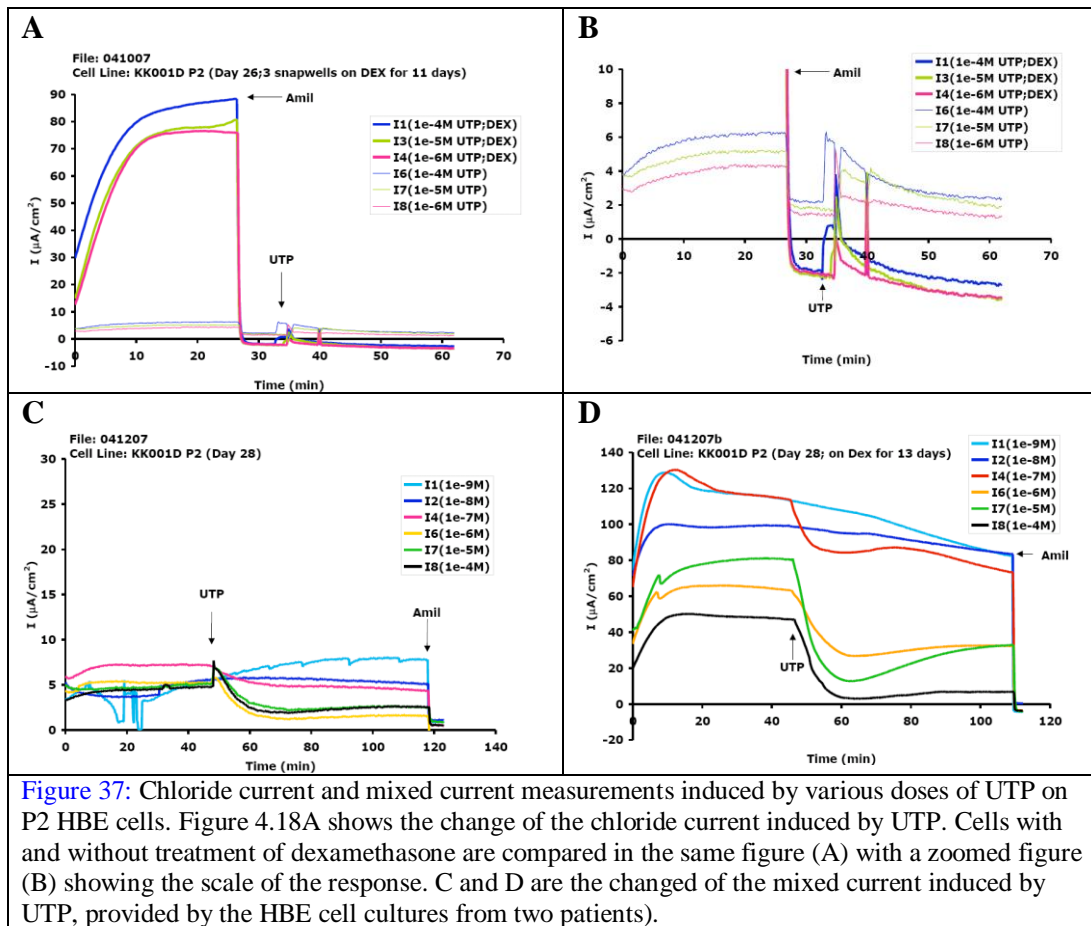 A
File: 041007
Cell Line: KK001D P2 (Day 26;3 snapwells on DEX for 11 days)
90
80
70
60
50
40
30
20
10
0
-10
I (µA/cm²)
Amil
I1(1e-4M UTP;DEX)
I3(1e-5M UTP;DEX)
I4(1e-6M UTP;DEX)
I6(1e-4M UTP)
I7(1e-5M UTP)
I8(1e-6M UTP)
UTP
0 10 20 30 40 50 60 70
Time (min)
B
10
8
6
4
2
0
-2
-4
-6
I (µA/cm²)
Amil
I1(1e-4M UTP;DEX)
I3(1e-5M UTP;DEX)
I4(1e-6M UTP;DEX)
I6(1e-4M UTP)
I7(1e-5M UTP)
I8(1e-6M UTP)
0 10 20 30 40 50 60 70
UTP
Time (min)
C
File: 041207
Cell Line: KK001D P2 (Day 28)
30
25
20
15
10
5
0
I (µA/cm²)
I1(1e-9M)
I2(1e-8M)
I4(1e-7M)
I6(1e-6M)
I7(1e-5M)
I8(1e-4M)
UTP
Amil
0 20 40 60 80 100 120 140
Time (min)
D
File: 041207b
Cell Line: KK001D P2 (Day 28; on Dex for 13 days)
140
120
100
80
60
40
20
0
-20
I (µA/cm²)
I1(1e-9M)
I2(1e-8M)
I4(1e-7M)
I6(1e-6M)
I7(1e-5M)
I8(1e-4M)
Amil
UTP
0 20 40 60 80 100 120
Time (min)
Figure 37: Chloride current and mixed current measurements induced by various doses of UTP on
P2 HBE cells. Figure 4.18A shows the change of the chloride current induced by UTP. Cells with
and without treatment of dexamethasone are compared in the same figure (A) with a zoomed figure
(B) showing the scale of the response. C and D are the changed of the mixed current induced by
UTP, provided by the HBE cell cultures from two patients).